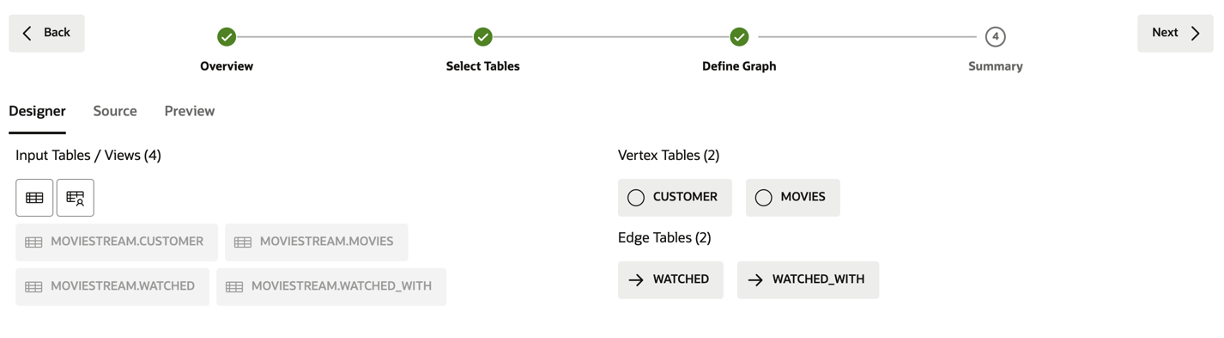 Back
4
Next
Overview
Select Tables
Define Graph
Summary
Designer
Source
Preview
Input Tables / Views (4)
MOVIESTREAM.CUSTOMER
MOVIESTREAM.MOVIES
MOVIESTREAM.WATCHED
MOVIESTREAM.WATCHED_WITH
Vertex Tables (2)
CUSTOMER
MOVIES
Edge Tables (2)
WATCHED
WATCHED_WITH